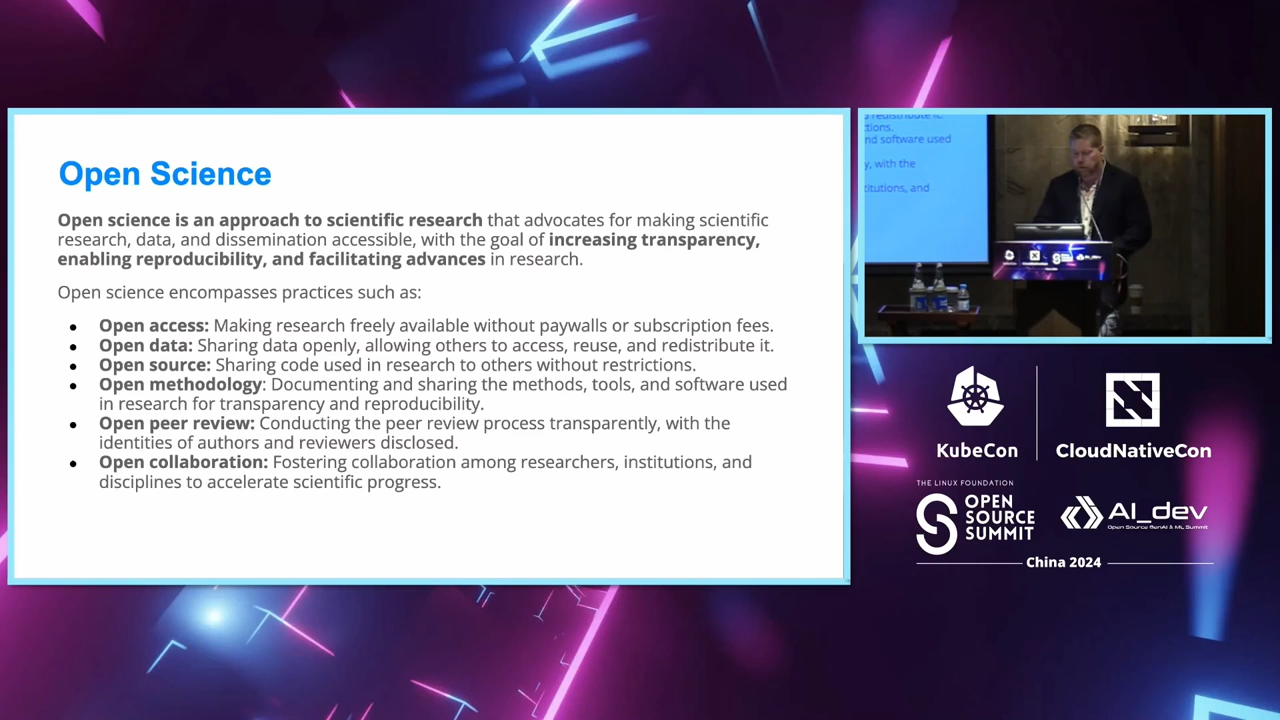 Open Science
Open science is an approach to scientific research that advocates for making scientific
research, data, and dissemination accessible, with the goal of increasing transparency,
enabling reproducibility, and facilitating advances in research.
Open science encompasses practices such as:
● Open access: Making research freely available without paywalls or subscription fees.
● Open data: Sharing data openly, allowing others to access, reuse, and redistribute it.
● Open source: Sharing code used in research to others without restrictions.
● Open methodology: Documenting and sharing the methods, tools, and software used
in research for transparency and reproducibility.
● Open peer review: Conducting the peer review process transparently, with the
identities of authors and reviewers disclosed.
● Open collaboration: Fostering collaboration among researchers, institutions, and
disciplines to accelerate scientific progress.
redistribute it.
ctions.
nd software used
y, with the
titutions, and
KubeCon
CloudNativeCon
THE LINUX FOUNDATION
OPEN
SOURCE
SUMMIT
AI_dev
Open Source GenAI & ML Summit
China 2024